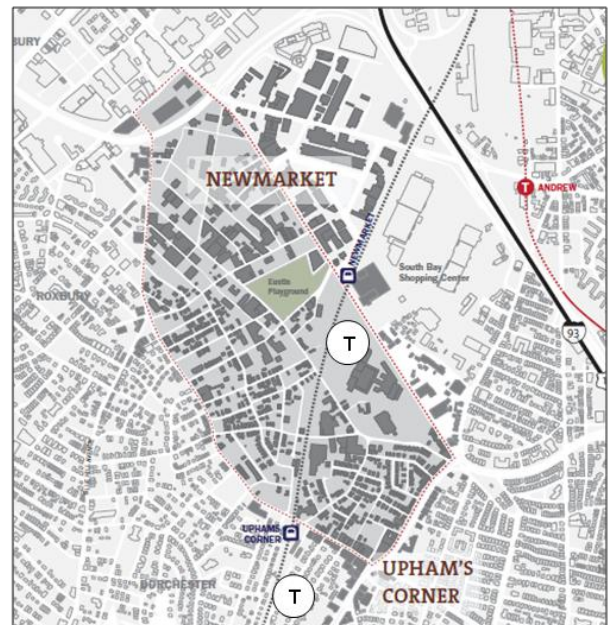 BURY
NEWMARKET
T
ANDREW
NEWMARKET
South Bay
Shopping Center
Eustis
Playground
ROXBURY
93
T
UPHAMS
CORNER
UPHAM'S
CORNER
DORCHESTER
T